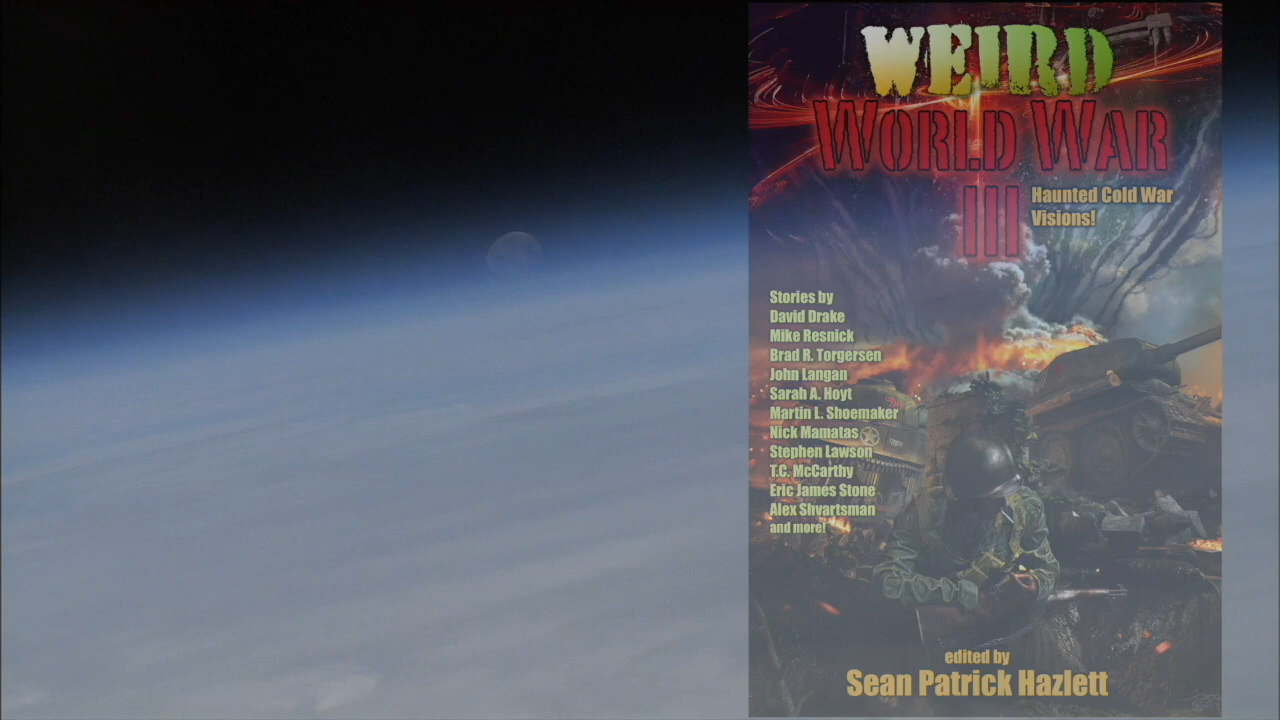 WEIRD
WORLD WAR
III
Haunted Cold War
Visions!
Stories by
David Drake
Mike Resnick
Brad R. Torgersen
John Langan
Sarah A. Hoyt
Martin L. Shoemaker
Nick Mamatas
Stephen Lawson
T.C. McCarthy
Eric James Stone
Alex Shvartsman
and more!
edited by
Sean Patrick Hazlett